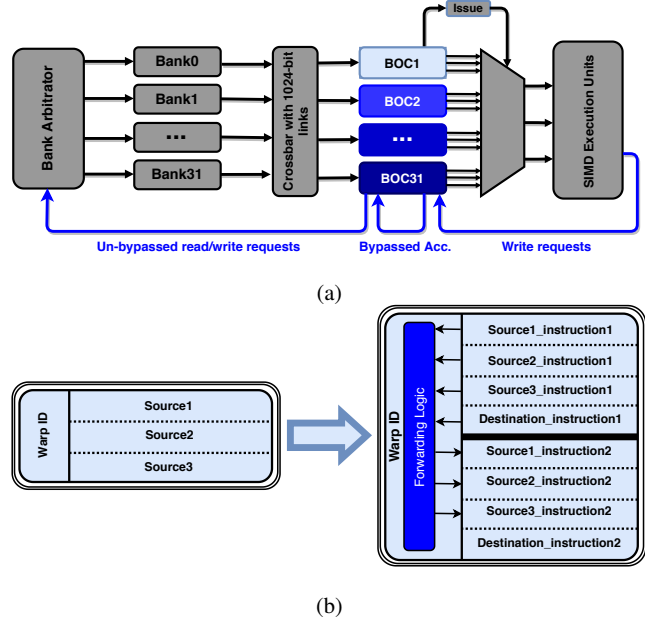 Issue
Bank Arbitrator
Bank0
Bank1
...
Bank31
Crossbar with 1024-bit
links
BOC1
BOC2
...
BOC31
SIMD Execution Units
Un-bypassed read/write requests
Bypassed Acc.
Write requests
(a)
Warp ID
Source1
Source2
Source3
Warp ID
Forwarding Logic
Source1_instruction1
Source2_instruction1
Source3_instruction1
Destination_instruction1
Source1_instruction2
Source2_instruction2
Source3_instruction2
Destination_instruction2
(b)